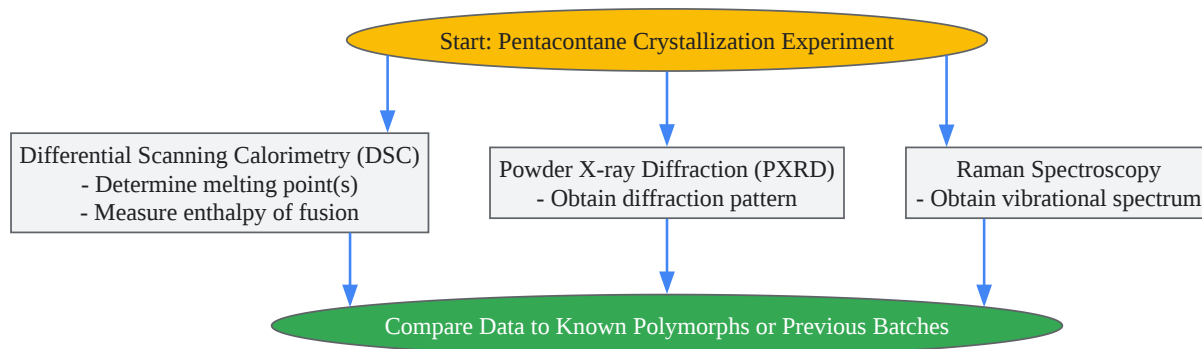 Start: Pentacontane Crystallization Experiment
Differential Scanning Calorimetry (DSC)
- Determine melting point(s)
- Measure enthalpy of fusion
Powder X-ray Diffraction (PXRD)
- Obtain diffraction pattern
Raman Spectroscopy
- Obtain vibrational spectrum
Compare Data to Known Polymorphs or Previous Batches